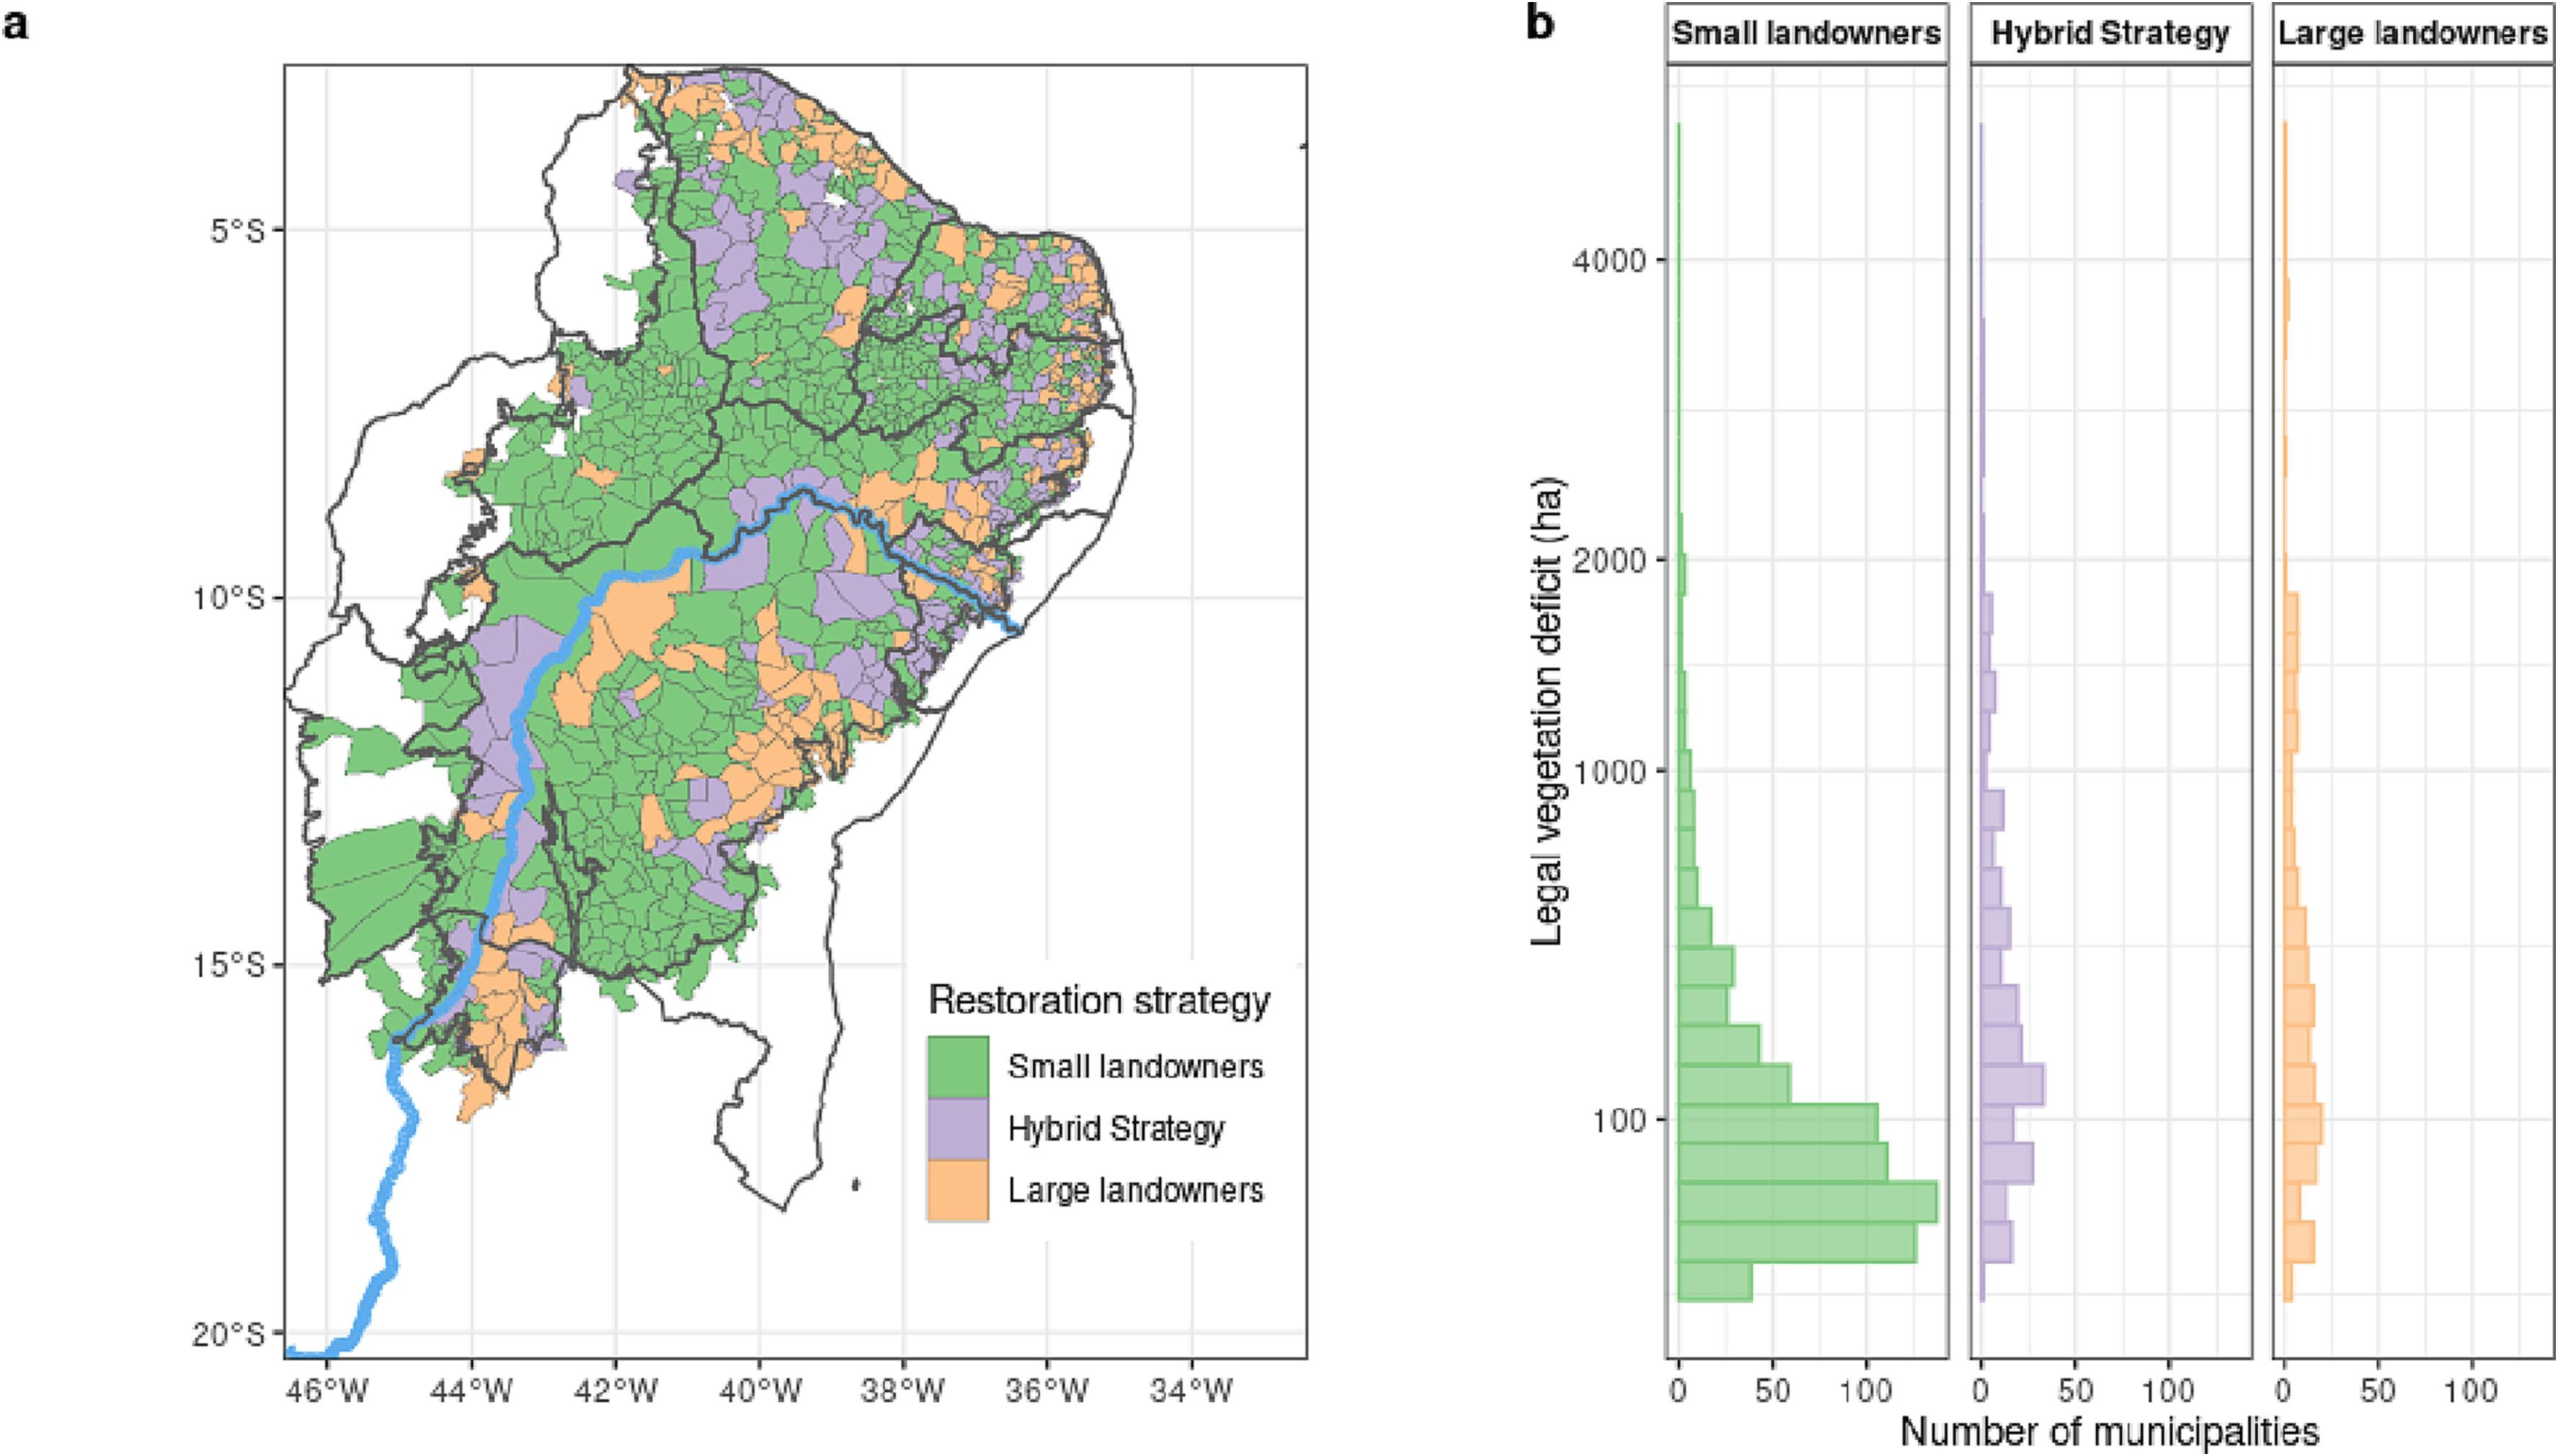 a
5°S
10°S
15°S
20°S
46°W 44°W 42°W 40°W 38°W 36°W 34°W
Restoration strategy
Small landowners
Hybrid Strategy
Large landowners
b
Small landowners Hybrid Strategy Large landowners
Legal vegetation deficit (ha)
4000
2000
1000
100
0 50 100 0 50 100 0 50 100
Number of municipalities